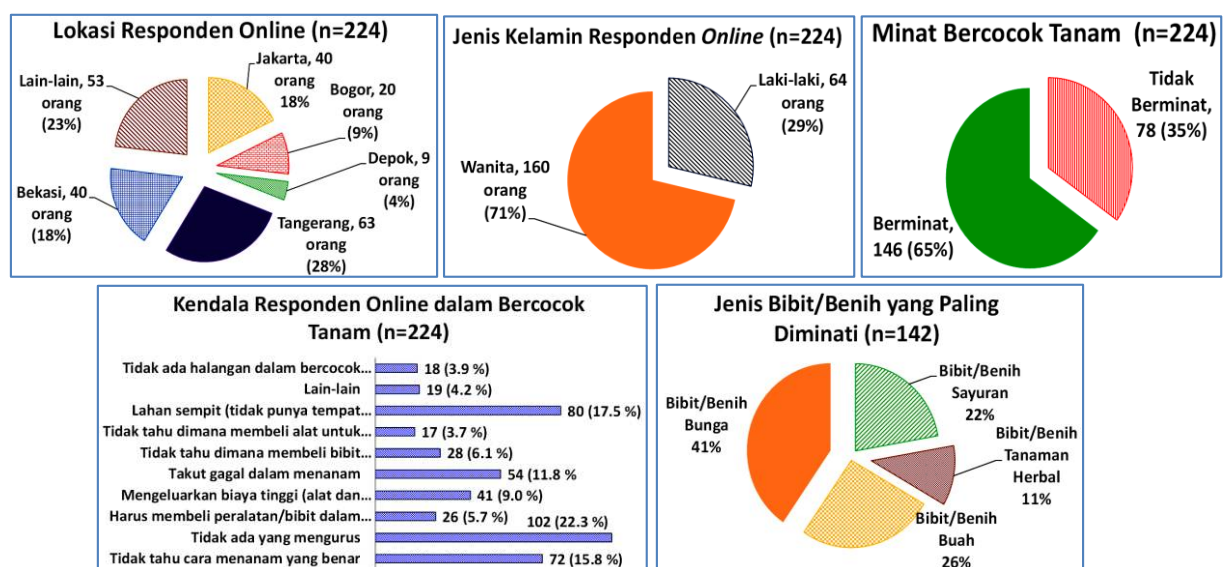 Lokasi Responden Online (n=224)
Jakarta, 40
orang
18%
Bogor, 20
orang
(9%)
Depok, 9
orang
(4%)
Tangerang, 63
orang
(28%)
Bekasi, 40
orang
(18%)
Lain-lain, 53
orang
(23%)
Jenis Kelamin Responden Online (n=224)
Laki-laki, 64
orang
(29%)
Wanita, 160
orang
(71%)
Minat Bercocok Tanam (n=224)
Tidak
Berminat,
78 (35%)
Berminat,
146 (65%)
Kendala Responden Online dalam Bercocok
Tanam (n=224)
Tidak ada halangan dalam bercocok... 18 (3.9 %)
Lain-lain 19 (4.2 %)
Lahan sempit (tidak punya tempat... 80 (17.5 %)
Tidak tahu dimana membeli alat untuk... 17 (3.7 %)
Tidak tahu dimana membeli bibit... 28 (6.1 %)
Takut gagal dalam menanam 54 (11.8 %
Mengeluarkan biaya tinggi (alat dan... 41 (9.0 %)
Harus membeli peralatan/bibit dalam... 26 (5.7 %)
Tidak ada yang mengurus 102 (22.3 %)
Tidak tahu cara menanam yang benar 72 (15.8 %)
Jenis Bibit/Benih yang Paling
Diminati (n=142)
Bibit/Benih
Sayuran
22%
Bibit/Benih
Tanaman
Herbal
11%
Bibit/Benih
Buah
26%
Bibit/Benih
Bunga
41%